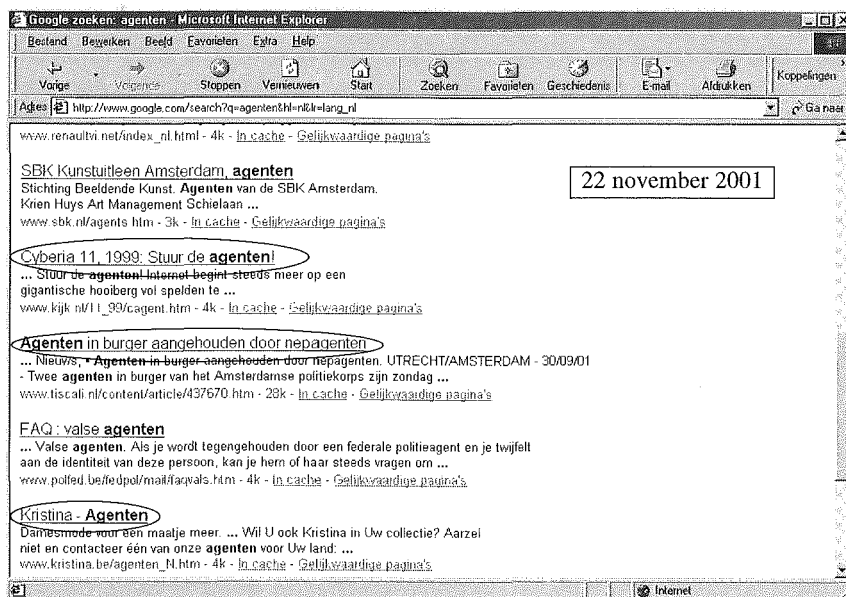 Google zoeken: agenten - Microsoft Internet Explorer
Bestand Bewerken Beeld Favorieten Extra Help
Vorige Volgende Stoppen Vernieuwen Start Zoeken Favorieten Geschiedenis E-mail Afdrukken Koppelingen
Adres http://www.google.com/search?q=agenten&hl=nl&lr=lang_nl Ga naar
www.renaultvi.net/index_nl.html - 4k - In cache - Gelijkwaardige pagina's
SBK Kunstuitleen Amsterdam, agenten
22 november 2001
Stichting Beeldende Kunst. Agenten van de SBK Amsterdam.
Krien Huys Art Management Schielaan ...
www.sbk.nl/agents.htm - 3k - In cache - Gelijkwaardige pagina's
Cyberia 11, 1999: Stuur de agenten!
... Stuur de agenten! Internet begint steeds meer op een
gigantische hooiberg vol spelden te ...
www.kijk.nl/11_99/cagent.htm - 4k - In cache - Gelijkwaardige pagina's
Agenten in burger aangehouden door nepagenten
... Nieuws, • Agenten in burger aangehouden door nepagenten. UTRECHT/AMSTERDAM - 30/09/01
- Twee agenten in burger van het Amsterdamse politiekorps zijn zondag ...
www.tiscali.nl/content/article/437670.htm - 28k - In cache - Gelijkwaardige pagina's
FAQ : valse agenten
... Valse agenten. Als je wordt tegengehouden door een federale politieagent en je twijfelt
aan de identiteit van deze persoon, kan je hem of haar steeds vragen om ...
www.polfed.be/fedpol/mail/faqvals.htm - 4k - In cache - Gelijkwaardige pagina's
Kristina - Agenten
Damesmode voor een maatje meer. ... Wil U ook Kristina in Uw collectie? Aarzel
niet en contacteer één van onze agenten voor Uw land: ...
www.kristina.be/agenten_N.htm - 4k - In cache - Gelijkwaardige pagina's
Internet